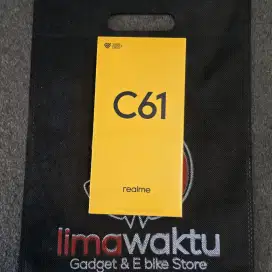 C61
realme
limawaktu
Gadget & E bike Store